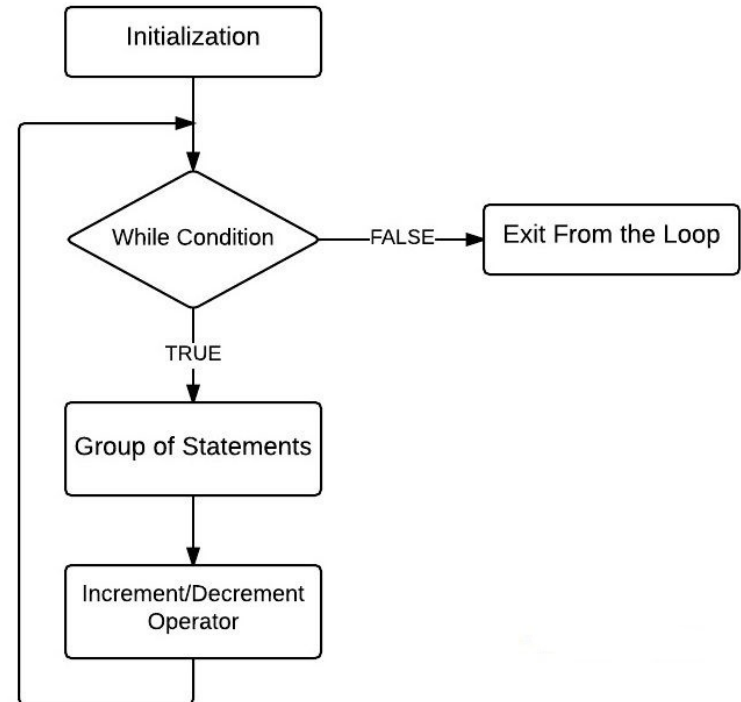 Initialization
While Condition
FALSE
Exit From the Loop
TRUE
Group of Statements
Increment/Decrement
Operator